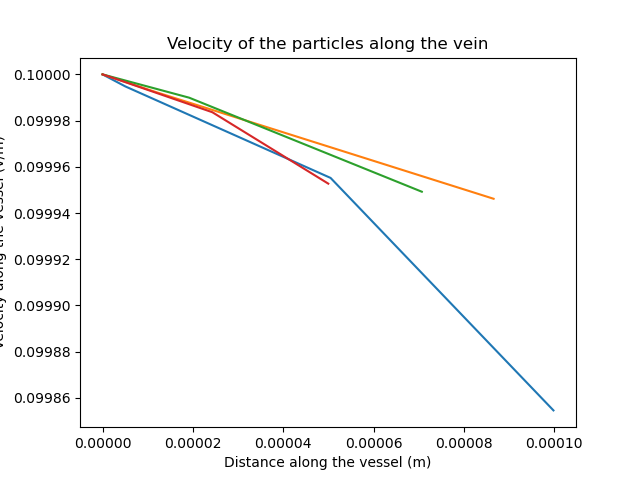 Velocity of the particles along the vein
0.10000
0.09998
0.09996
0.09994
0.09992
0.09990
0.09988
0.09986
along the vessel (v/m)
0.00000 0.00002 0.00004 0.00006 0.00008 0.00010
Distance along the vessel (m)